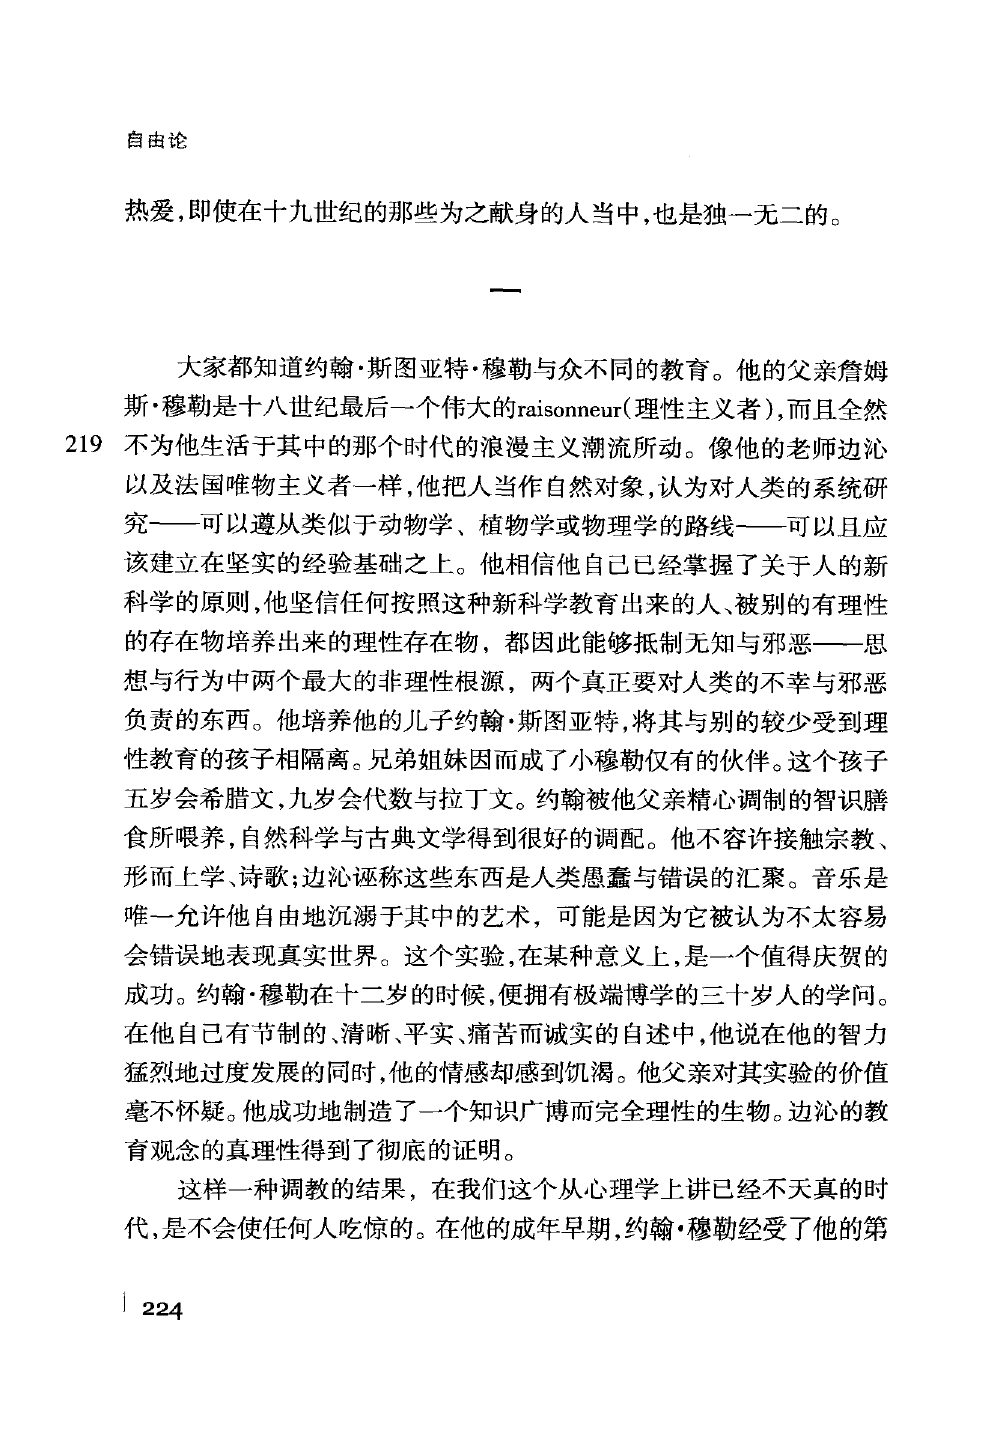 自由论
热爱,即使在十九世纪的那些为之献身的人当中,也是独一无二的。
一
大家都知道约翰·斯图亚特·穆勒与众不同的教育。他的父亲詹姆
斯·穆勒是十八世纪最后一个伟大的raisonneur(理性主义者),而且全然
219 不为他生活于其中的那个时代的浪漫主义潮流所动。像他的老师边沁
以及法国唯物主义者一样,他把人当作自然对象,认为对人类的系统研
究——可以遵从类似于动物学、植物学或物理学的路线——可以且应
该建立在坚实的经验基础之上。他相信他自己已经掌握了关于人的新
科学的原则,他坚信任何按照这种新科学教育出来的人、被别的有理性
的存在物培养出来的理性存在物，都因此能够抵制无知与邪恶——思
想与行为中两个最大的非理性根源，两个真正要对人类的不幸与邪恶
负责的东西。他培养他的儿子约翰·斯图亚特,将其与别的较少受到理
性教育的孩子相隔离。兄弟姐妹因而成了小穆勒仅有的伙伴。这个孩子
五岁会希腊文,九岁会代数与拉丁文。约翰被他父亲精心调制的智识膳
食所喂养,自然科学与古典文学得到很好的调配。他不容许接触宗教、
形而上学、诗歌;边沁诬称这些东西是人类愚蠢与错误的汇聚。音乐是
唯一允许他自由地沉溺于其中的艺术，可能是因为它被认为不太容易
会错误地表现真实世界。这个实验,在某种意义上,是一个值得庆贺的
成功。约翰·穆勒在十二岁的时候,便拥有极端博学的三十岁人的学问。
在他自己有节制的、清晰、平实、痛苦而诚实的自述中,他说在他的智力
猛烈地过度发展的同时,他的情感却感到饥渴。他父亲对其实验的价值
毫不怀疑。他成功地制造了一个知识广博而完全理性的生物。边沁的教
育观念的真理性得到了彻底的证明。
这样一种调教的结果，在我们这个从心理学上讲已经不天真的时
代,是不会使任何人吃惊的。在他的成年早期,约翰·穆勒经受了他的第
224